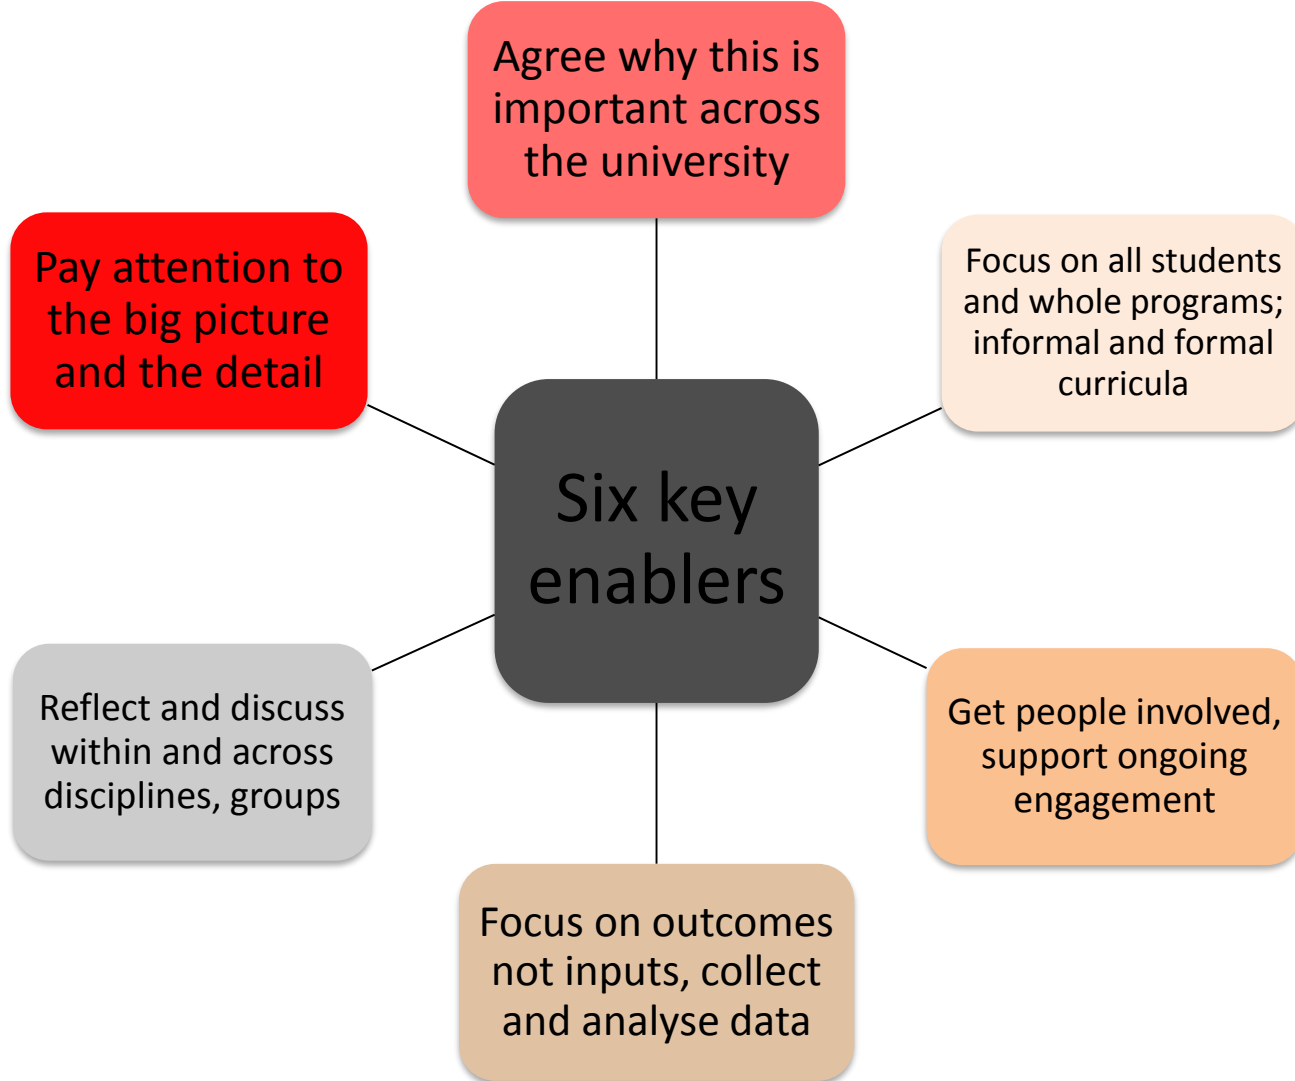 Agree why this is
important across
the university
Focus on all students
and whole programs;
informal and formal
curricula
Get people involved,
support ongoing
engagement
Focus on outcomes
not inputs, collect
and analyse data
Reflect and discuss
within and across
disciplines, groups
Pay attention to
the big picture
and the detail
Six key
enablers